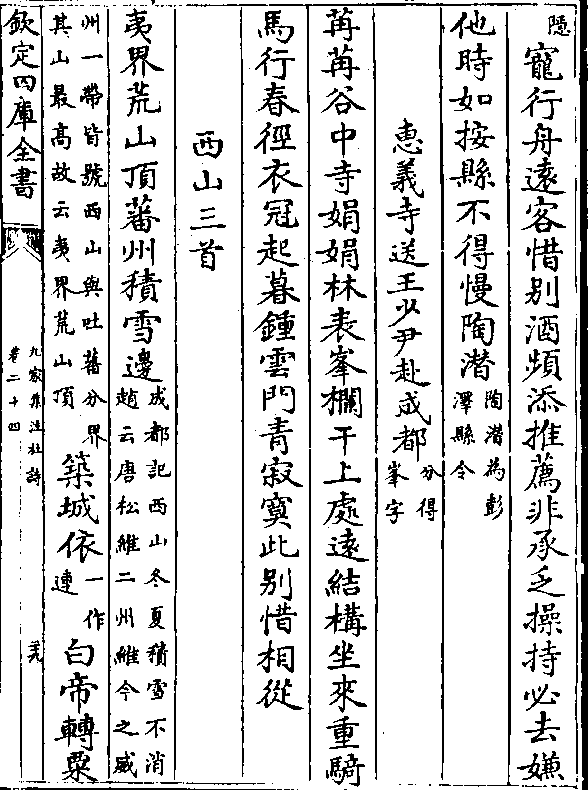 隱寵行舟遠客惜别酒頻添推薦非承乏操持必去嫌
他時如按縣不得慢陶潛陶潛為彭澤縣令
惠義寺送王少尹赴成都分得峯字
苒苒谷中寺娟娟林表峯欄干上處遠結構坐來重騎
馬行春徑衣冠起暮鍾雲門青寂寞此别惜相從
西山三首
夷界荒山頂蕃州積雪邊成都記西山冬夏積雪不消趙云唐松維二州維今之威
州一帶皆號西山與吐蕃分界其山最高故云夷界荒山頂築城依一作連白帝轉粟
欽定四庫全書
九家集注杜詩
卷二十四